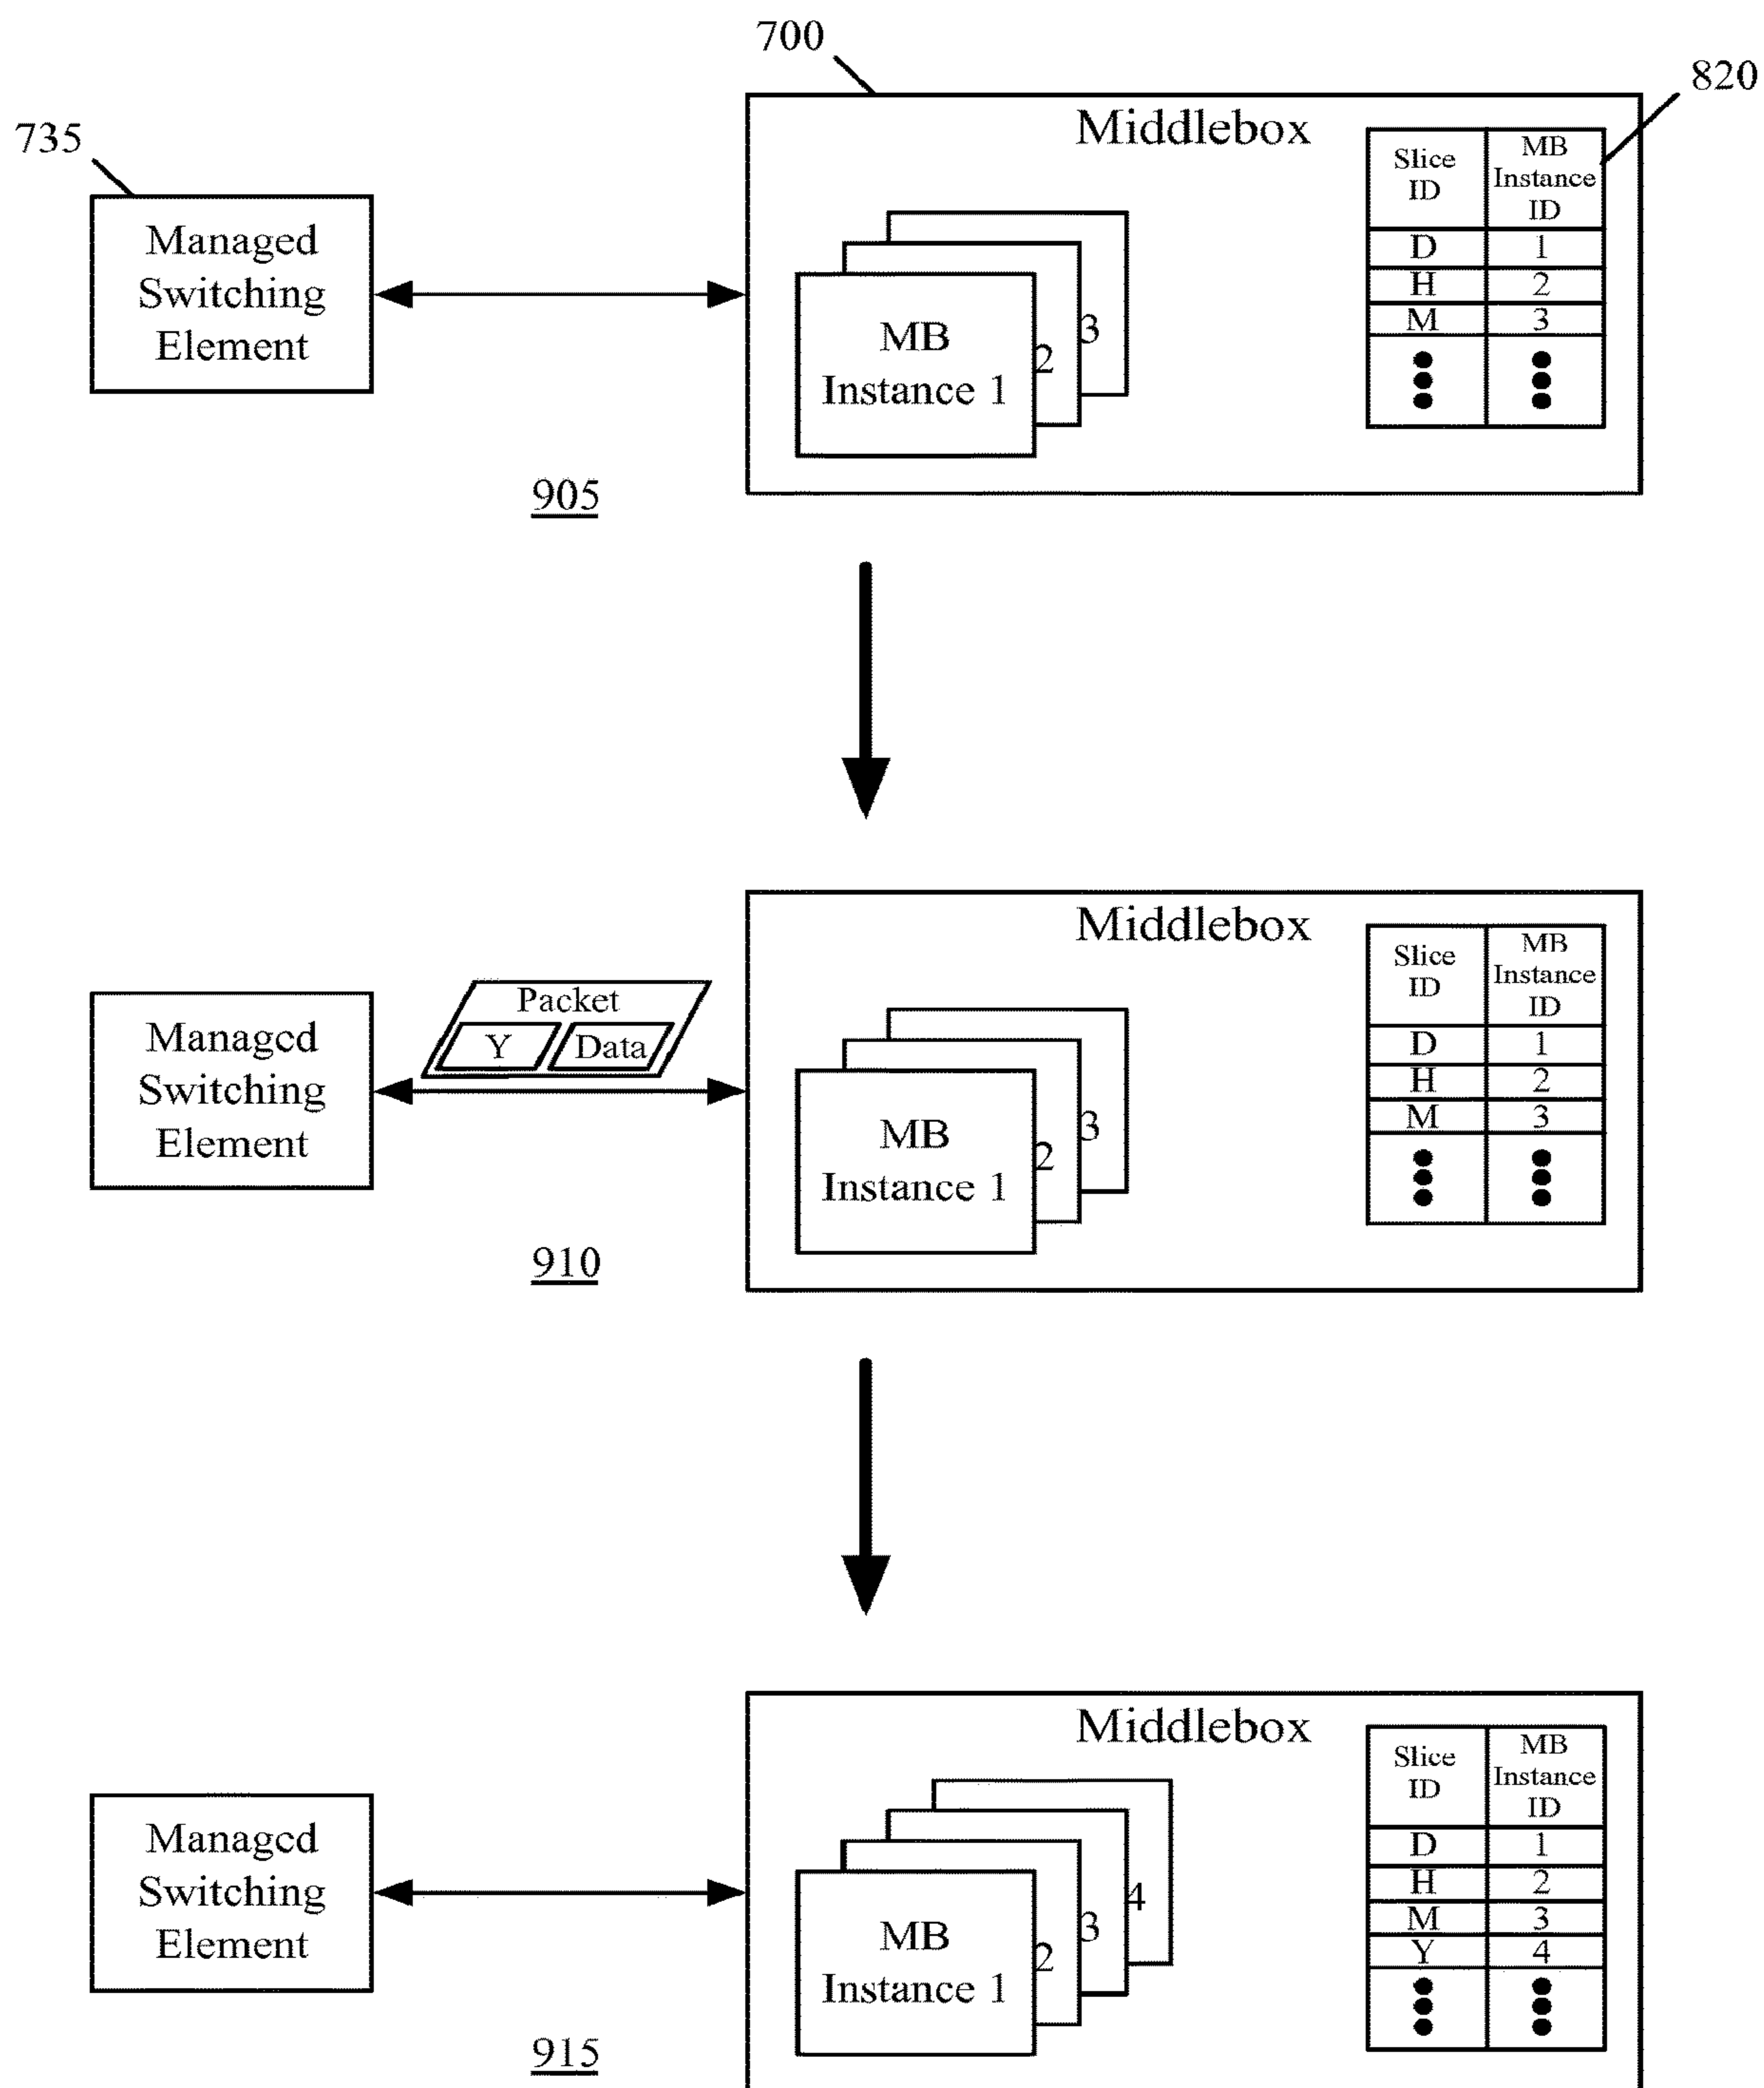 700
820
735
Middlebox
Slice
ID
MB
Instance
ID
Managed
Switching
Element
D 1
H 2
M 3
MB
Instance 1
2
3
905
Middlebox
Slice
ID
MB
Instance
ID
Packet
Y Data
Managed
Switching
Element
D 1
H 2
M 3
MB
Instance 1
2
3
910
Middlebox
Slice
ID
MB
Instance
ID
Managed
Switching
Element
D 1
H 2
M 3
Y 4
MB
Instance 1
2
3
4
915